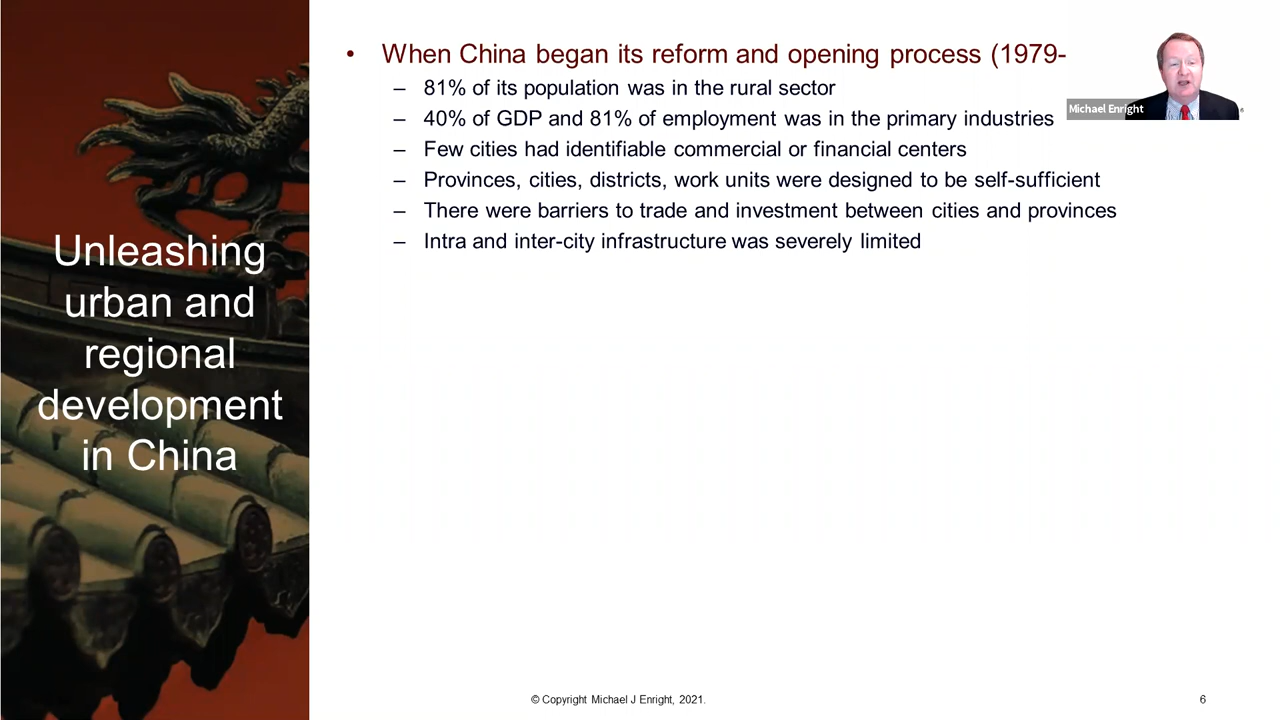 Unleashing
urban and
regional
development
in China
• When China began its reform and opening process (1979-
– 81% of its population was in the rural sector
– 40% of GDP and 81% of employment was in the primary industries
– Few cities had identifiable commercial or financial centers
– Provinces, cities, districts, work units were designed to be self-sufficient
– There were barriers to trade and investment between cities and provinces
– Intra and inter-city infrastructure was severely limited
Michael Enright
© Copyright Michael J Enright, 2021.
6